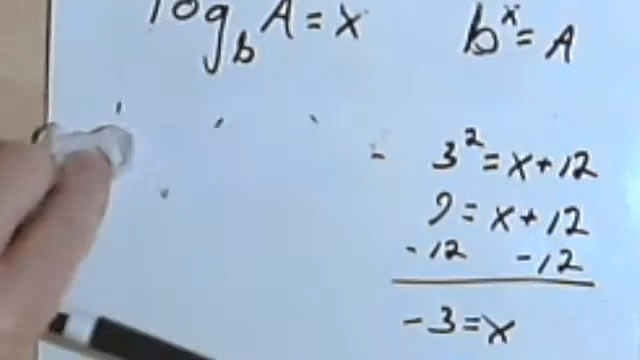 log_b A = x b^x = A
3^2 = x + 12
9 = x + 12
-12 -12
-3 = x